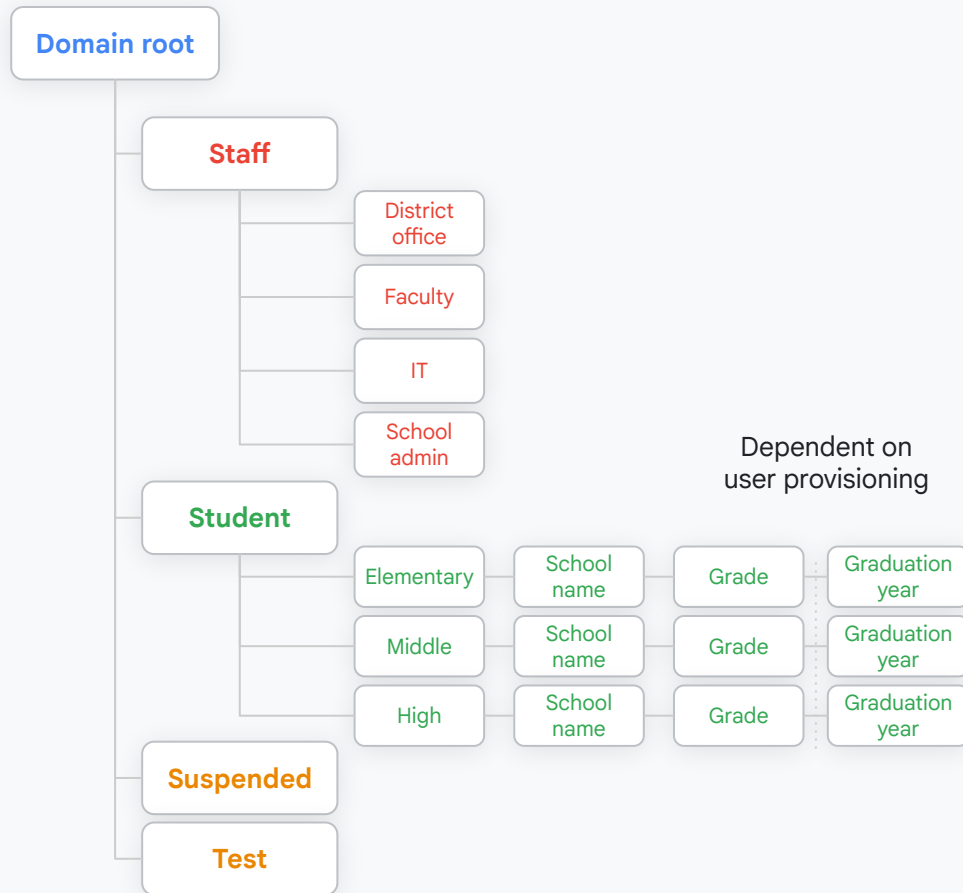 Domain root
Staff
District
office
Faculty
IT
School
admin
Dependent on
user provisioning
Student
Elementary
School
name
Grade
Graduation
year
Middle
School
name
Grade
Graduation
year
High
School
name
Grade
Graduation
year
Suspended
Test